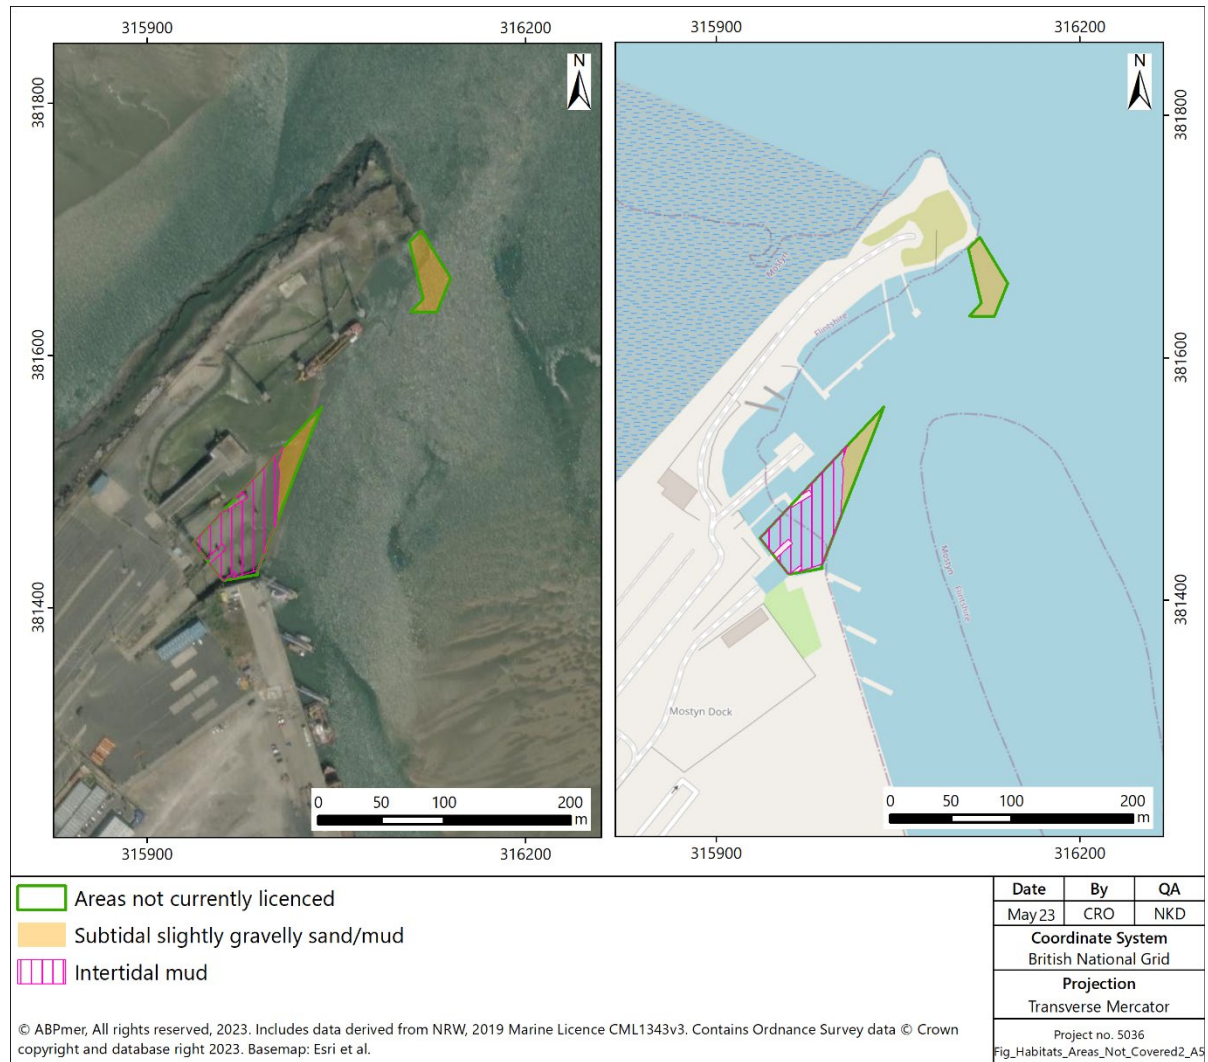 315900
316200
315900
316200
381800
381600
381400
N
0
50
100
200
m
N
Mostyn
Flintshire
Mostyn
Flintshire
Mostyn Dock
0
50
100
200
m
381800
381600
381400
315900
316200
315900
316200
Areas not currently licenced
Subtidal slightly gravelly sand/mud
Intertidal mud
© ABPmer, All rights reserved, 2023. Includes data derived from NRW, 2019 Marine Licence CML1343v3. Contains Ordnance Survey data © Crown
copyright and database right 2023. Basemap: Esri et al.
Date By QA
May 23 CRO NKD
Coordinate System
British National Grid
Projection
Transverse Mercator
Project no. 5036
Fig_Habitats_Areas_Not_Covered2_A5